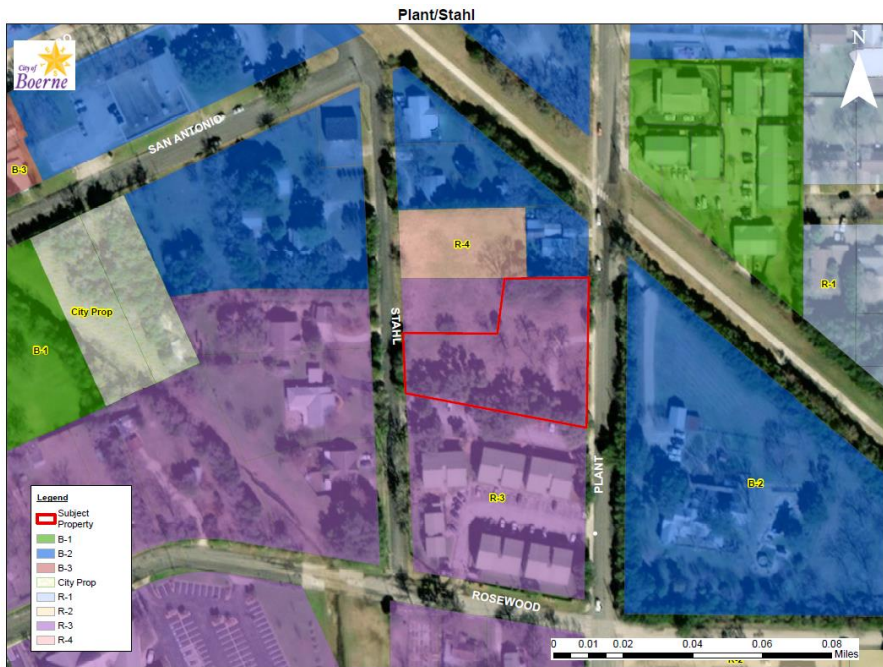 Plant/Stahl
City of
Boerne
N
SAN ANTONIO
B-3
R-4
City Prop
R-1
STAHL
B-1
PLANT
B-2
R-3
Legend
Subject
Property
B-1
B-2
B-3
City Prop
R-1
R-2
R-3
R-4
ROSEWOOD
0 0.01 0.02 0.04 0.06 0.08
Miles
R-2